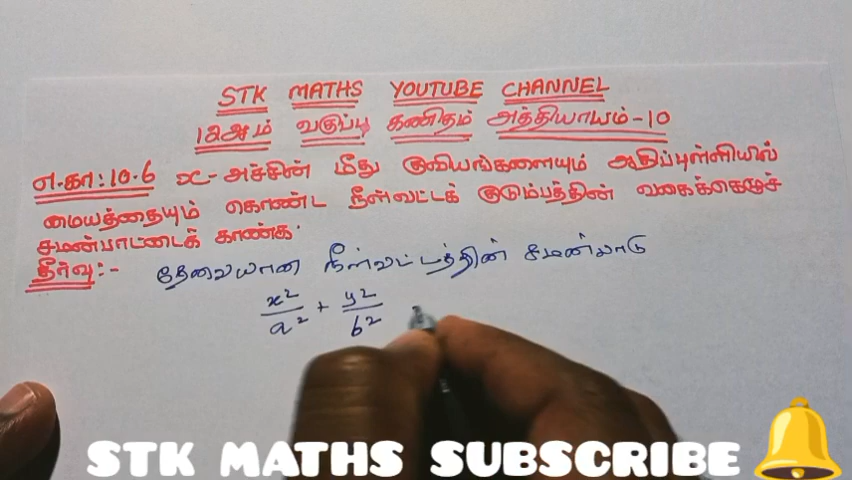 STK MATHS YOUTUBE CHANNEL
12ஆம் வகுப்பு கணிதம் அத்தியாயம்-10
எ.கா: 10.6 x- அச்சின் மீது குவியங்களையும் ஆதிப்புள்ளியில்
மையத்தையும் கொண்ட நீள்வட்டக் குடும்பத்தின் வகைக்கெழுச்
சமன்பாட்டைக் காண்க.
தீர்வு:- தேவையான நீள்வட்டத்தின் சமன்பாடு
x²/a² + y²/b²
STK MATHS SUBSCRIBE